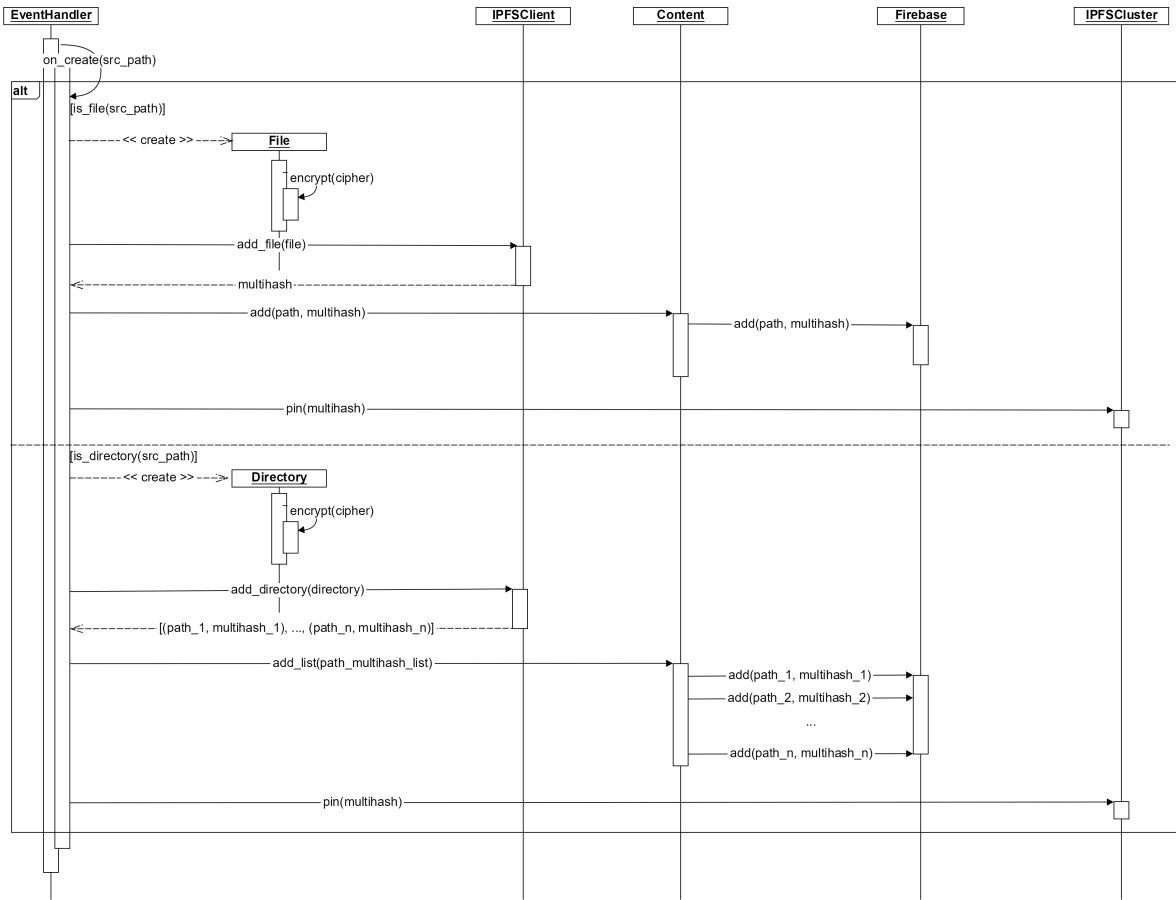 EventHandler
IPFSClient
Content
Firebase
IPFSCluster
on_create(src_path)
alt
[is_file(src_path)]
<< create >>
File
encrypt(cipher)
add_file(file)
multihash
add(path, multihash)
add(path, multihash)
pin(multihash)
[is_directory(src_path)]
<< create >>
Directory
encrypt(cipher)
add_directory(directory)
[(path_1, multihash_1), ..., (path_n, multihash_n)]
add_list(path_multihash_list)
add(path_1, multihash_1)
add(path_2, multihash_2)
...
add(path_n, multihash_n)
pin(multihash)